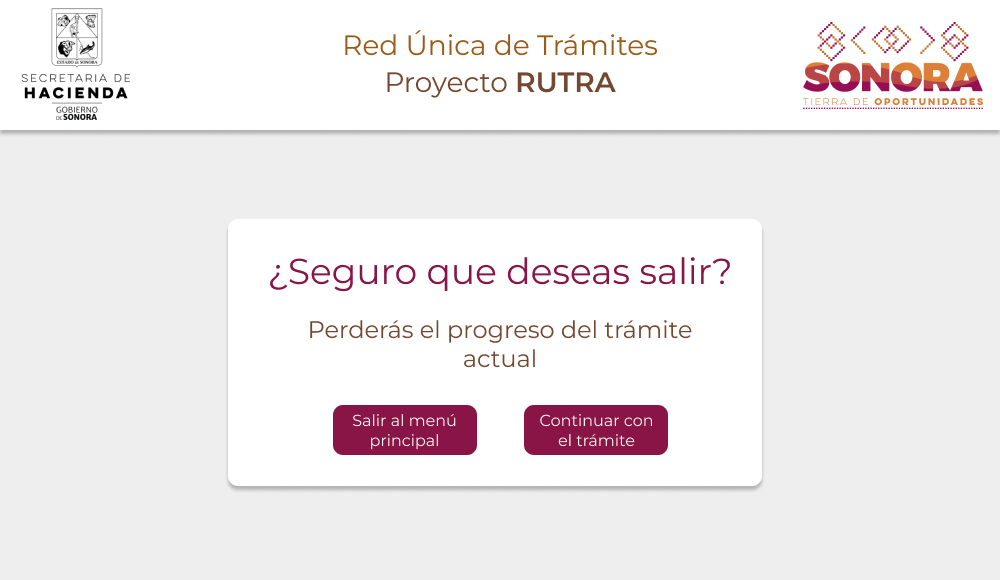 ESTADO DE SONORA
SECRETARIA DE
HACIENDA
GOBIERNO
DE SONORA
Red Única de Trámites
Proyecto RUTRA
SONORA
TIERRA DE OPORTUNIDADES
¿Seguro que deseas salir?
Perderás el progreso del trámite
actual
Salir al menú
principal
Continuar con
el trámite